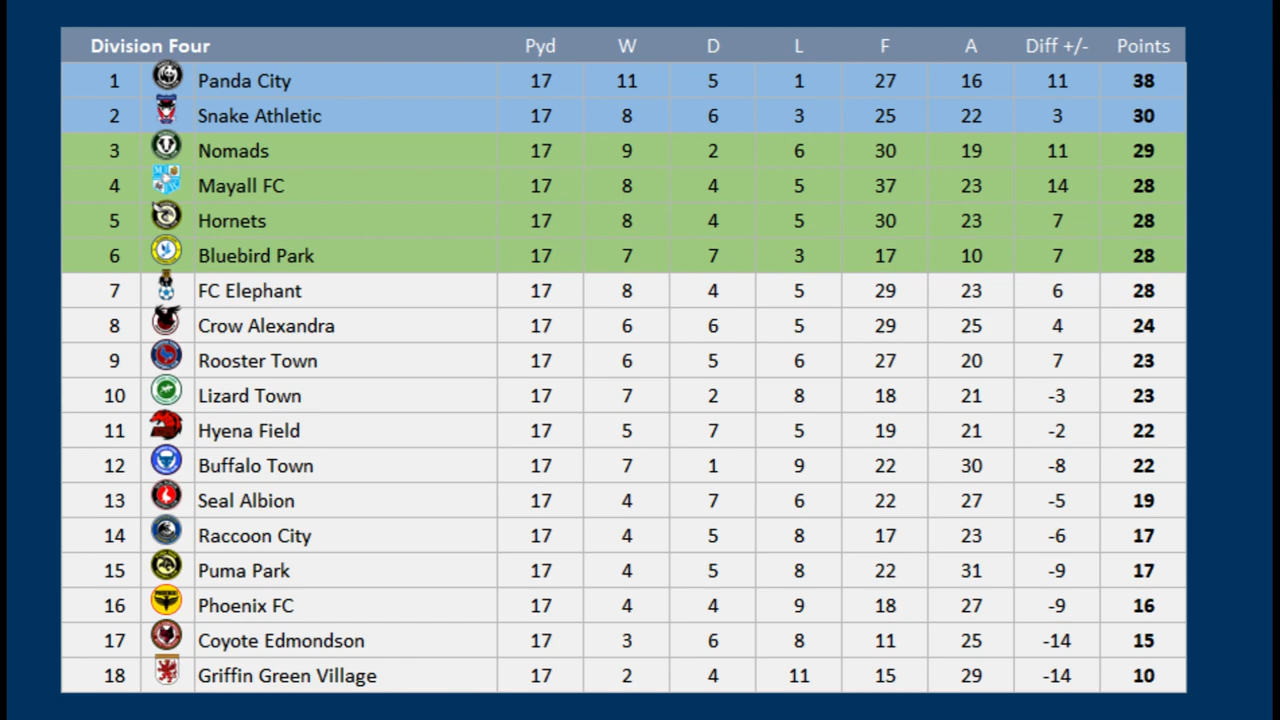 Division Four Pyd W D L F A Diff +/- Points
1 Panda City 17 11 5 1 27 16 11 38
2 Snake Athletic 17 8 6 3 25 22 3 30
3 Nomads 17 9 2 6 30 19 11 29
4 Mayall FC 17 8 4 5 37 23 14 28
5 Hornets 17 8 4 5 30 23 7 28
6 Bluebird Park 17 7 7 3 17 10 7 28
7 FC Elephant 17 8 4 5 29 23 6 28
8 Crow Alexandra 17 6 6 5 29 25 4 24
9 Rooster Town 17 6 5 6 27 20 7 23
10 Lizard Town 17 7 2 8 18 21 -3 23
11 Hyena Field 17 5 7 5 19 21 -2 22
12 Buffalo Town 17 7 1 9 22 30 -8 22
13 Seal Albion 17 4 7 6 22 27 -5 19
14 Raccoon City 17 4 5 8 17 23 -6 17
15 Puma Park 17 4 5 8 22 31 -9 17
16 Phoenix FC 17 4 4 9 18 27 -9 16
17 Coyote Edmondson 17 3 6 8 11 25 -14 15
18 Griffin Green Village 17 2 4 11 15 29 -14 10